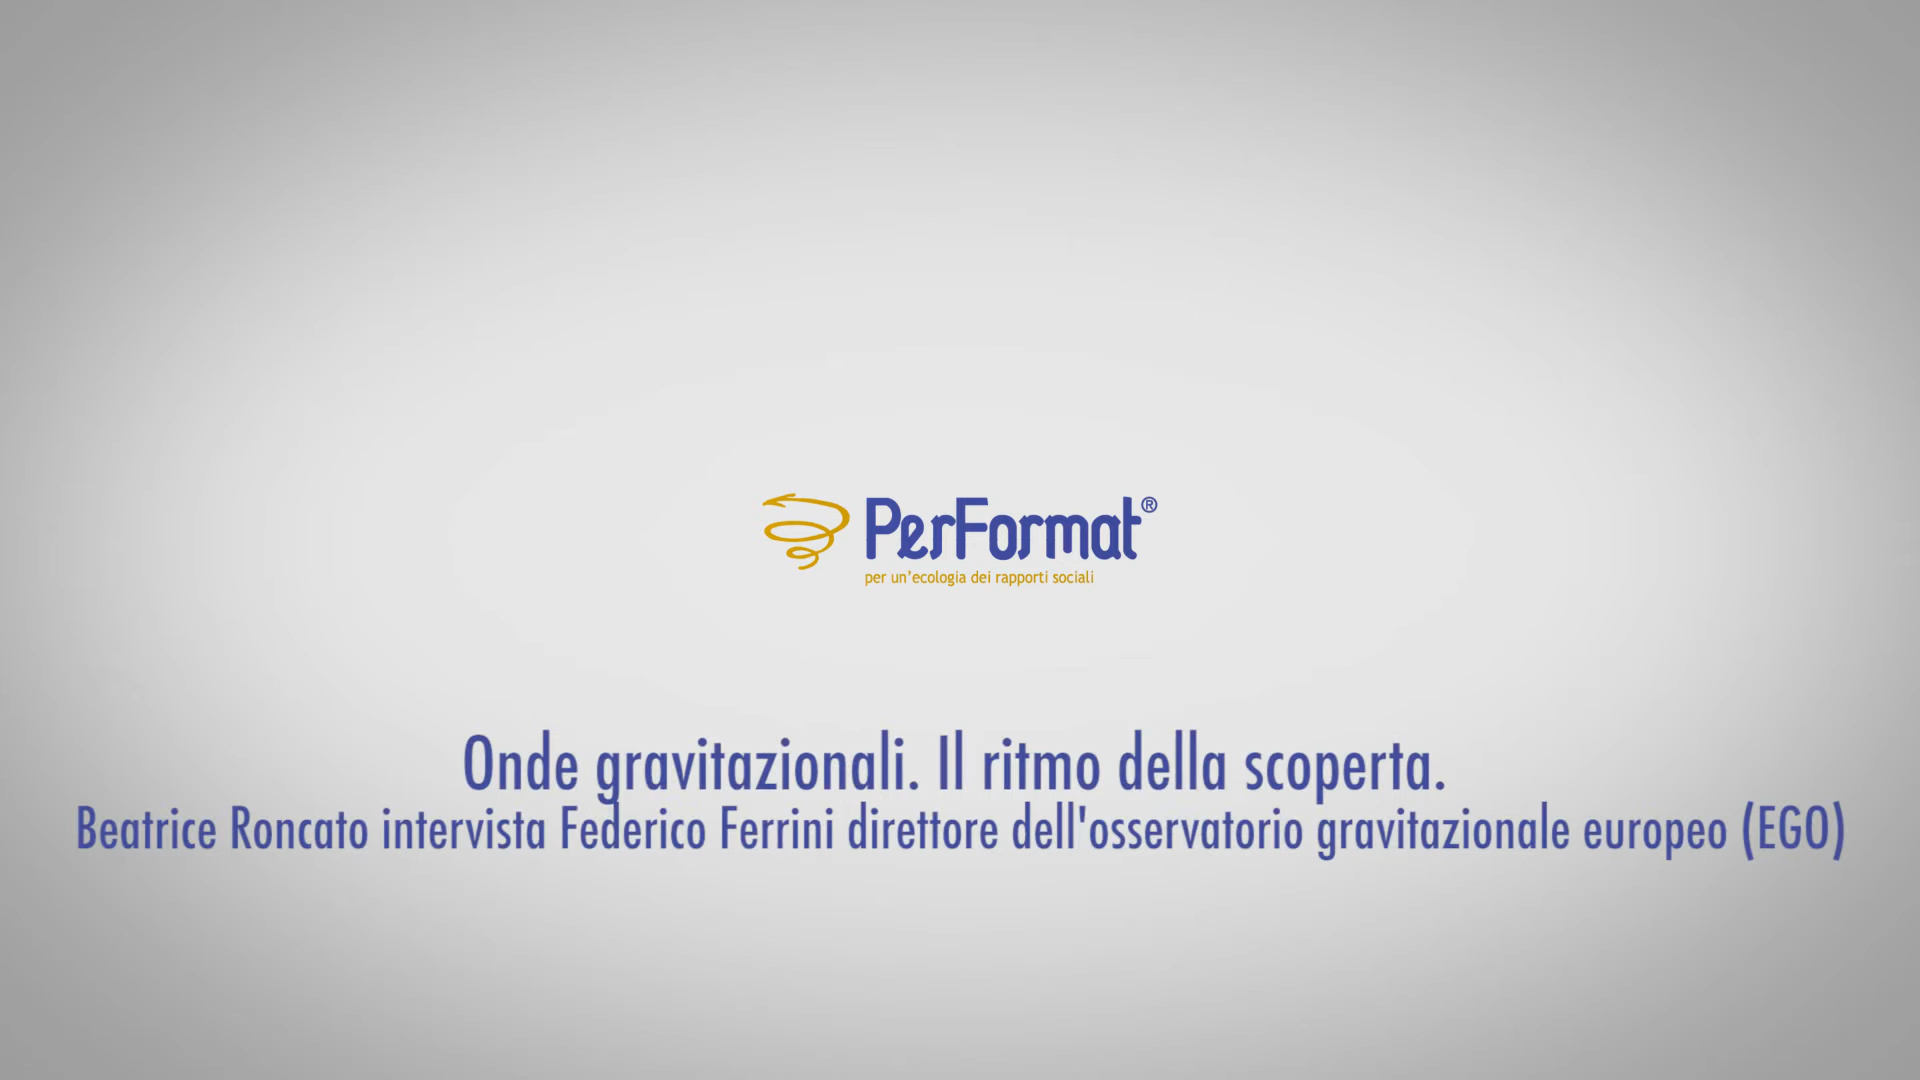 PerFormat®
per un'ecologia dei rapporti sociali
Onde gravitazionali. Il ritmo della scoperta.
Beatrice Roncato intervista Federico Ferrini direttore dell'osservatorio gravitazionale europeo (EGO)